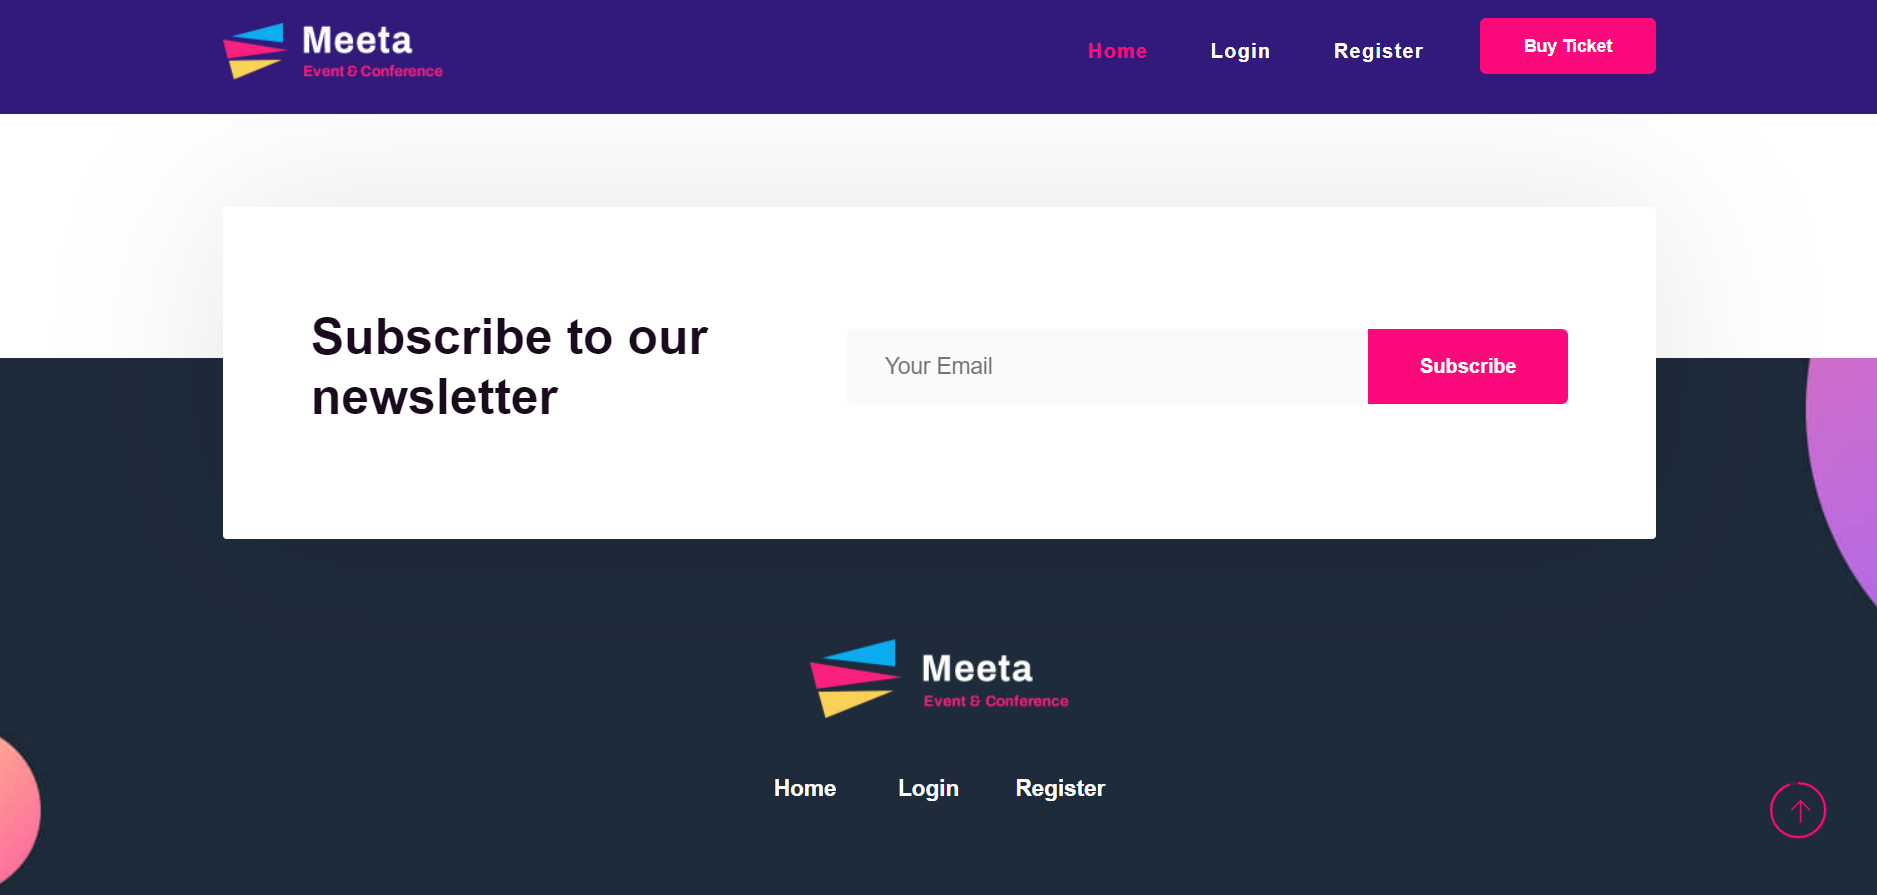 Meeta
Event & Conference
Home Login Register Buy Ticket
Subscribe to our
newsletter
Your Email Subscribe
Meeta
Event & Conference
Home Login Register